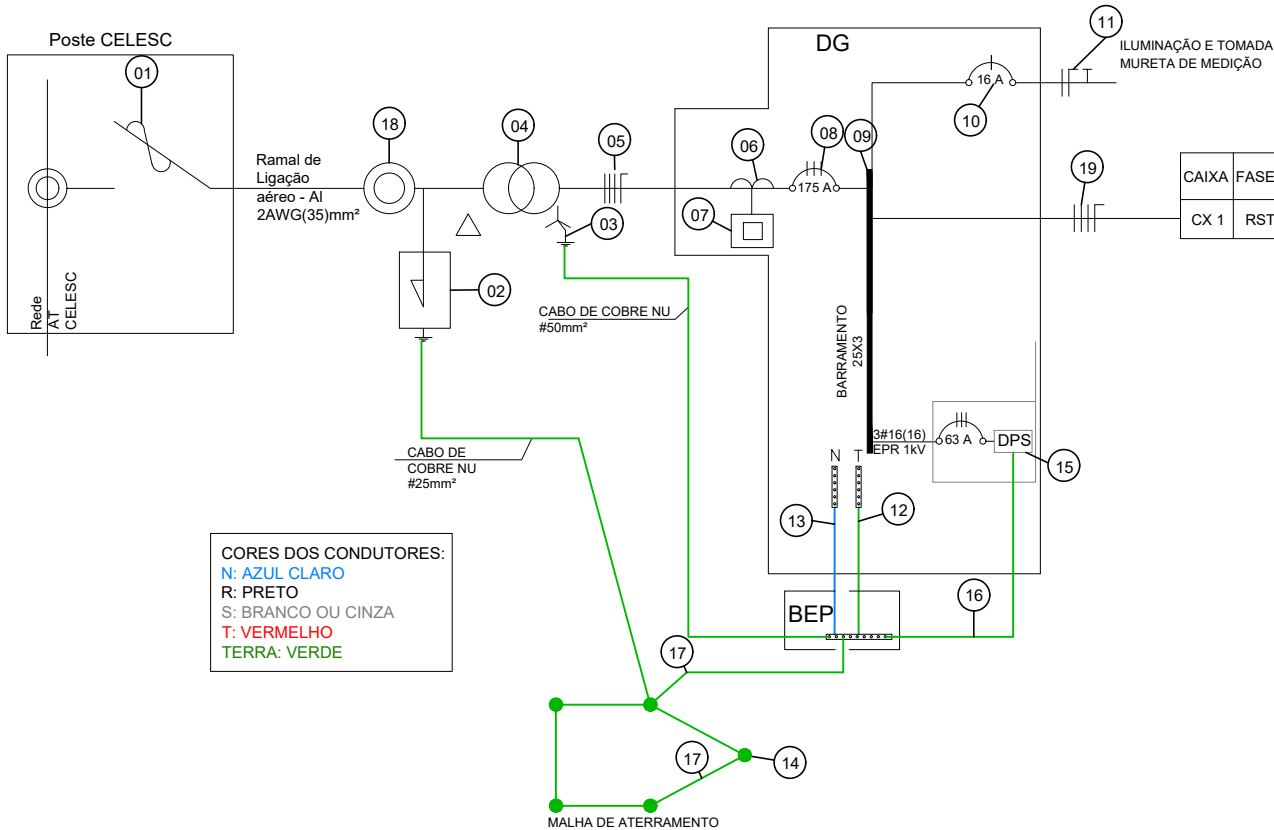 Poste CELESC
01
Rede
AT
CELESC
Ramal de
Ligação
aéreo - Al
2AWG(35)mm²
18
04
05
03
02
CABO DE COBRE NU
#50mm²
CABO DE
COBRE NU
#25mm²
DG
06
07
08
175 A
09
10
16 A
11
ILUMINAÇÃO E TOMADA
MURETA DE MEDIÇÃO
T
19
CAIXA FASE
CX 1 RST
BARRAMENTO
25X3
3#16(16)
EPR 1kV
63 A
DPS
15
N T
13
12
BEP
16
17
CORES DOS CONDUTORES:
N: AZUL CLARO
R: PRETO
S: BRANCO OU CINZA
T: VERMELHO
TERRA: VERDE
17
14
MALHA DE ATERRAMENTO